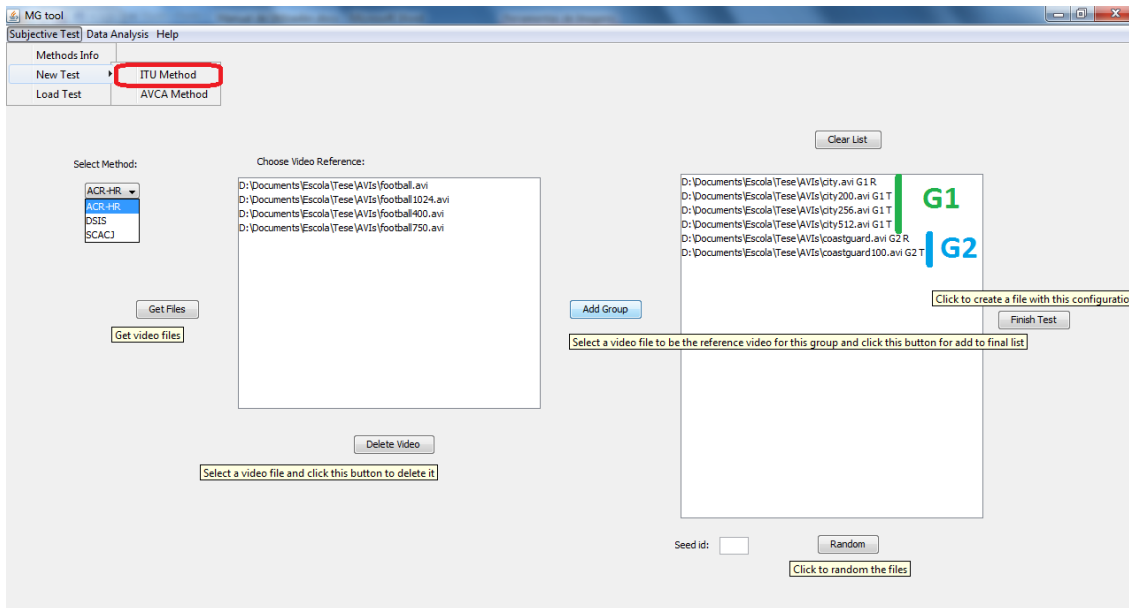 MG tool
Subjective Test Data Analysis Help
Methods Info
New Test
ITU Method
Load Test
AVCA Method
Clear List
Select Method:
Choose Video Reference:
ACR-HR
ACR-HR
DSIS
SCACJ
D:\Documents\Escola\Tese\AVIs\football.avi
D:\Documents\Escola\Tese\AVIs\football1024.avi
D:\Documents\Escola\Tese\AVIs\football400.avi
D:\Documents\Escola\Tese\AVIs\football750.avi
D:\Documents\Escola\Tese\AVIs\city.avi G1 R
D:\Documents\Escola\Tese\AVIs\city200.avi G1 T
D:\Documents\Escola\Tese\AVIs\city256.avi G1 T
D:\Documents\Escola\Tese\AVIs\city512.avi G1 T
D:\Documents\Escola\Tese\AVIs\coastguard.avi G2 R
D:\Documents\Escola\Tese\AVIs\coastguard100.avi G2 T
G1
G2
Get Files
Get video files
Add Group
Select a video file to be the reference video for this group and click this button for add to final list
Click to create a file with this configuratio
Finish Test
Delete Video
Select a video file and click this button to delete it
Seed id:
Random
Click to random the files